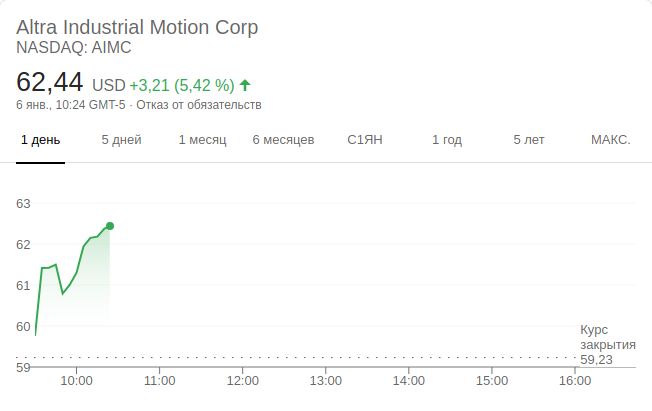 Altra Industrial Motion Corp
NASDAQ: AIMC
62,44 USD +3,21 (5,42 %)
6 янв., 10:24 GMT-5 · Отказ от обязательств
1 день 5 дней 1 месяц 6 месяцев С1ЯН 1 год 5 лет МАКС.
63
62
61
60
Курс
закрытия
59,23
59
10:00 11:00 12:00 13:00 14:00 15:00 16:00